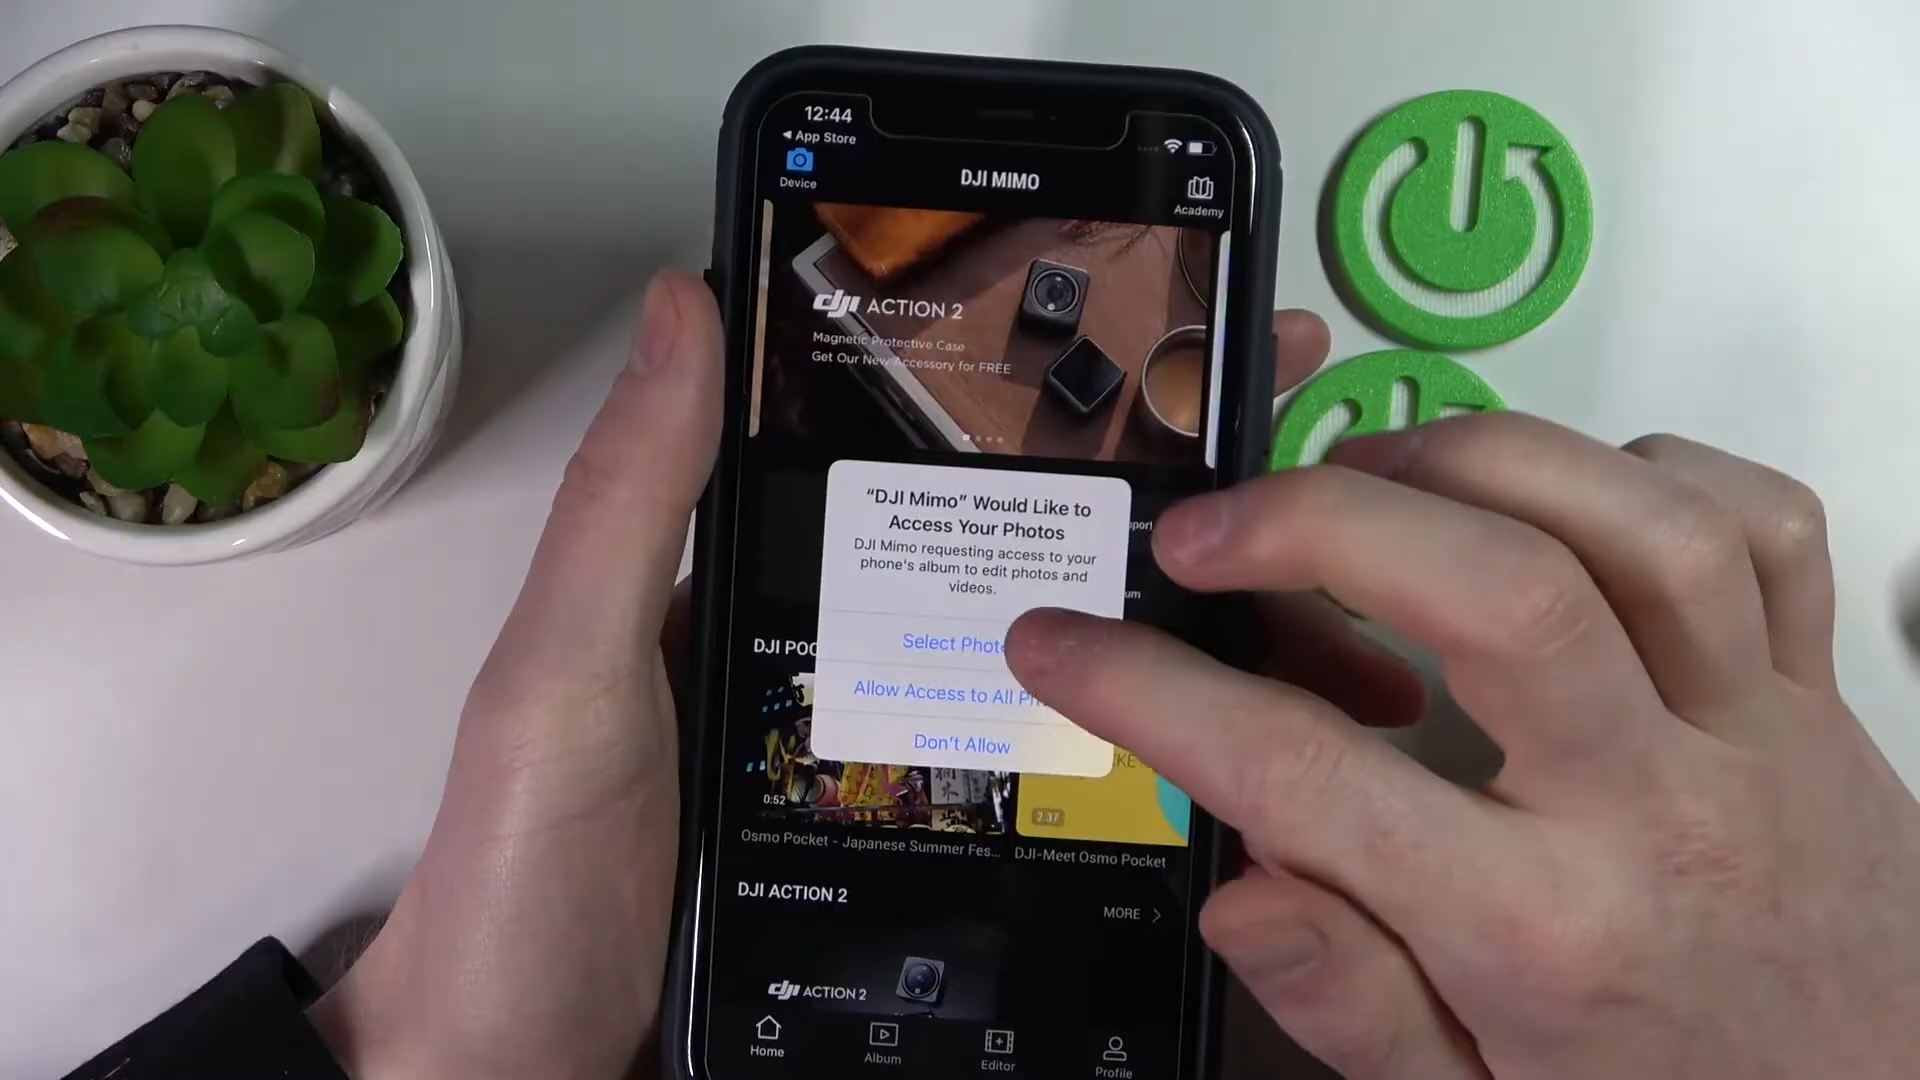 12:44
App Store
Device
DJI MIMO
Academy
dji ACTION 2
Magnetic Protective Case
Get Our New Accessory for FREE
"DJI Mimo" Would Like to
Access Your Photos
DJI Mimo requesting access to your
phone's album to edit photos and
videos.
Select
Allow Access to All
Don't Allow
DJI
0:52
2:37
Osmo Pocket - Japanese Summer Fes...
DJI-Meet Osmo Pocket
DJI ACTION 2
MORE
dji ACTION 2
Home
Album
Editor
Profile